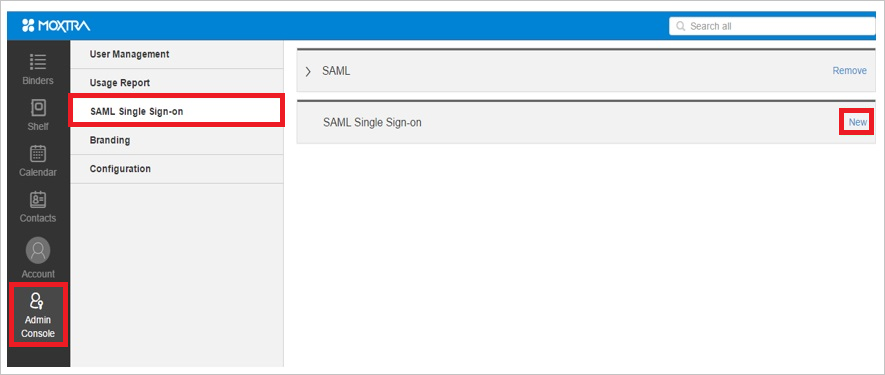 MOXTRA
Search all
Binders
Shelf
Calendar
Contacts
Account
Admin
Console
User Management
Usage Report
SAML Single Sign-on
Branding
Configuration
SAML
Remove
SAML Single Sign-on
New